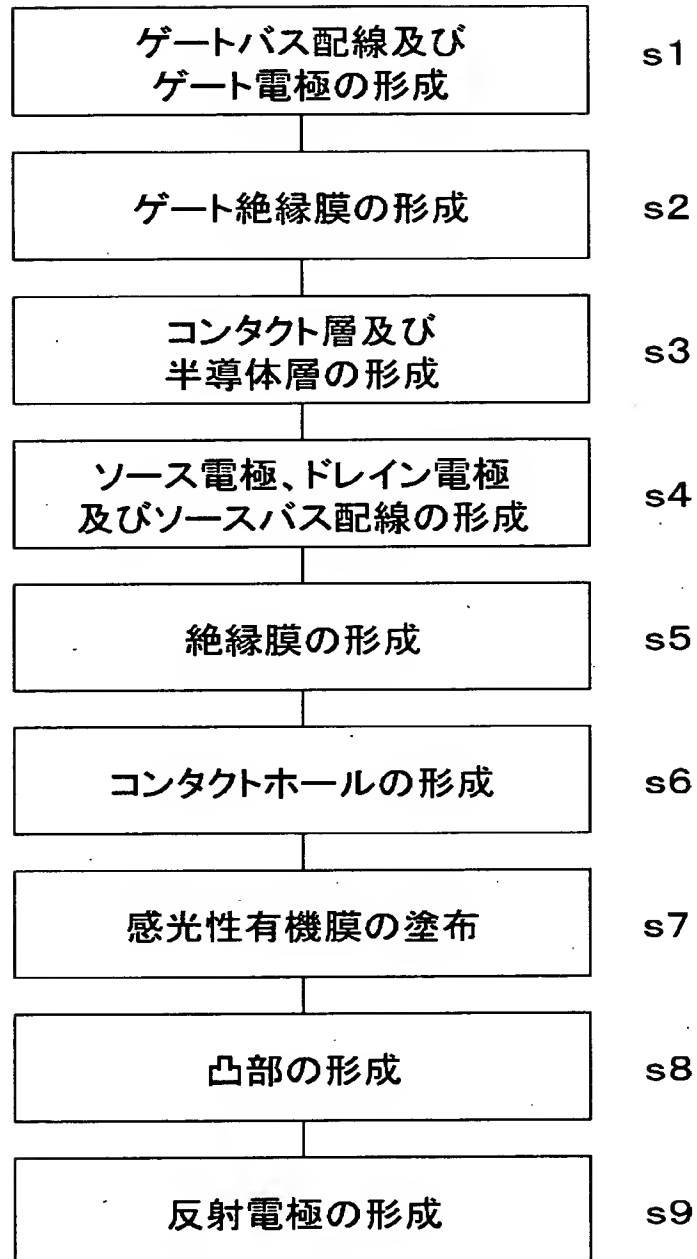 ゲートバス配線及び
ゲート電極の形成
s1
ゲート絶縁膜の形成
s2
コンタクト層及び
半導体層の形成
s3
ソース電極、ドレイン電極
及びソースバス配線の形成
s4
絶縁膜の形成
s5
コンタクトホールの形成
s6
感光性有機膜の塗布
s7
凸部の形成
s8
反射電極の形成
s9